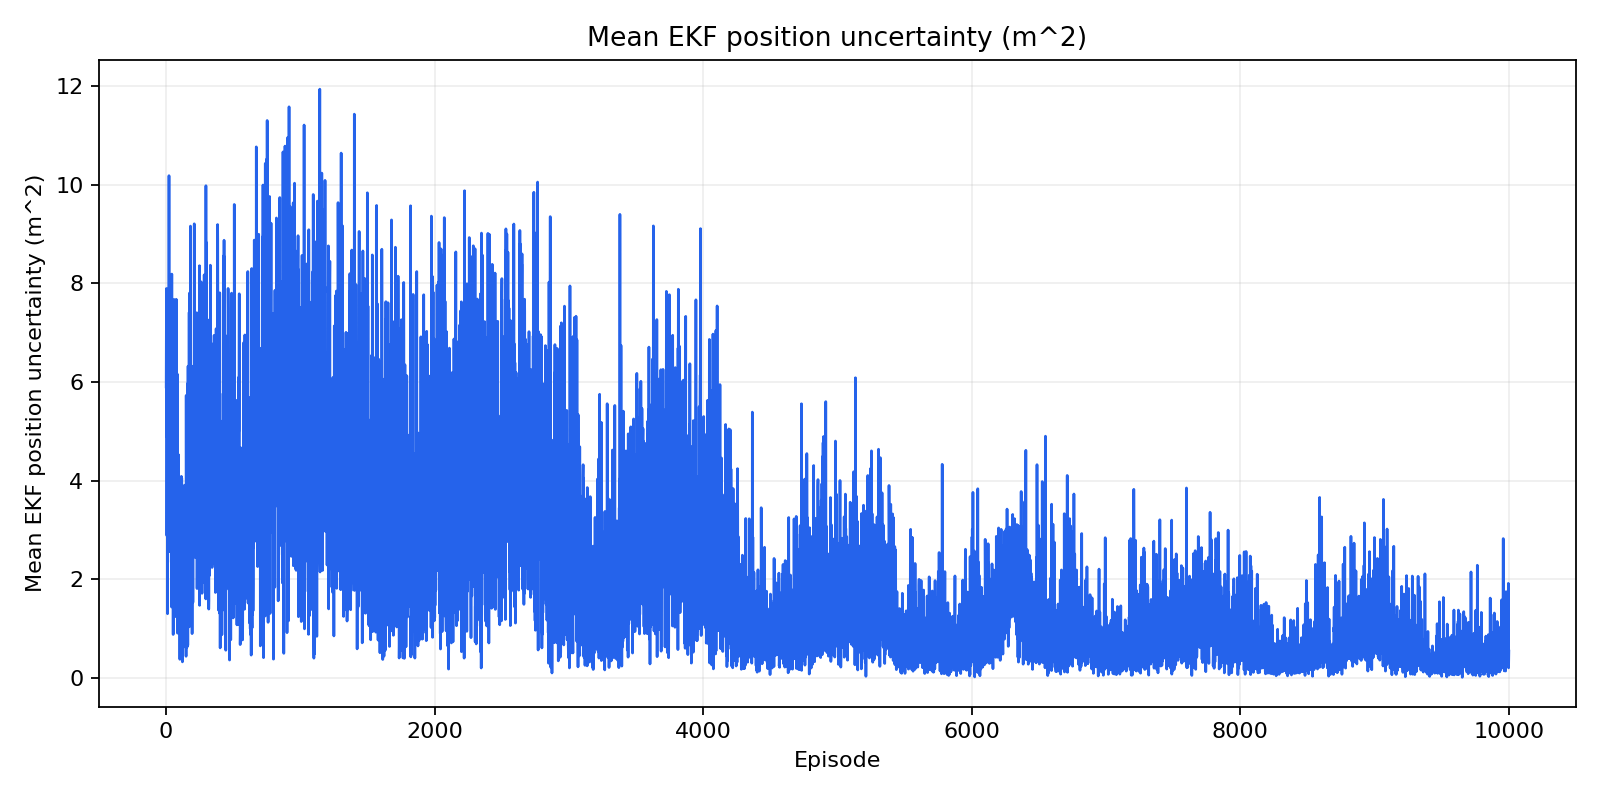 Mean EKF position uncertainty (m^2)
Mean EKF position uncertainty (m^2)
12
10
8
6
4
2
0
0 2000 4000 6000 8000 10000
Episode